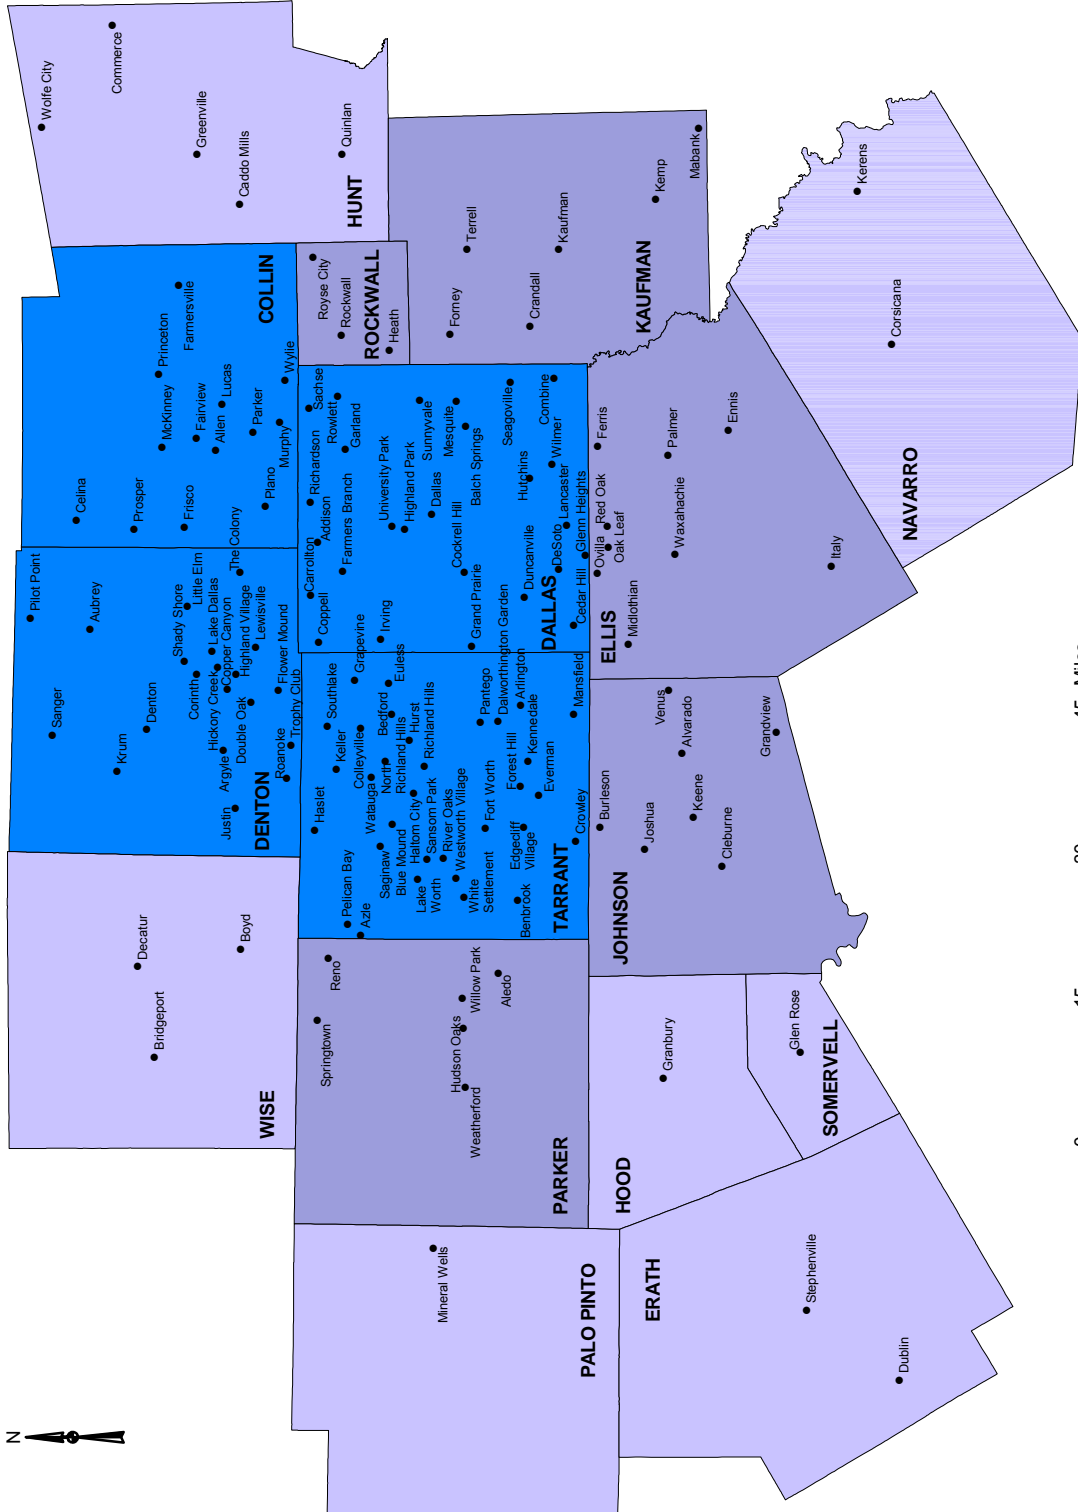 N
Wolfe City
Commerce
Greenville
Caddo Mills
Quinlan
HUNT
Celina
Prosper
Frisco
McKinney
Princeton
Farmersville
Fairview
Allen
Lucas
Parker
Plano
Murphy
Wylie
COLLIN
Pilot Point
Aubrey
Sanger
Krum
Denton
Shady Shore
Little Elm
Corinth
Lake Dallas
Hickory Creek
Copper Canyon
The Colony
Highland Village
Argyle
Double Oak
Lewisville
Justin
Flower Mound
Roanoke
Trophy Club
DENTON
Decatur
Bridgeport
Boyd
WISE
Royse City
Rockwall
Heath
ROCKWALL
Terrell
Forney
Kaufman
Crandall
Kemp
Mabank
KAUFMAN
Sachse
Rowlett
Richardson
Garland
Addison
Carrollton
Farmers Branch
Coppell
University Park
Highland Park
Sunnyvale
Dallas
Mesquite
Balch Springs
Irving
Cockrell Hill
Grand Prairie
Seagoville
Combine
Hutchins
Wilmer
Lancaster
Duncanville
DeSoto
Glenn Heights
Cedar Hill
DALLAS
Grapevine
Southlake
Keller
Haslet
Colleyville
Euless
Bedford
Watauga
North
Richland Hills
Hurst
Richland Hills
Pelican Bay
Azle
Saginaw
Blue Mound
Haltom City
Sansom Park
River Oaks
Lake
Worth
Westworth Village
White
Settlement
Fort Worth
Pantego
Dalworthington Garden
Arlington
Forest Hill
Kennedale
Everman
Edgecliff
Village
Benbrook
Mansfield
Crowley
TARRANT
Springtown
Reno
Willow Park
Hudson Oaks
Aledo
Weatherford
PARKER
Mineral Wells
PALO PINTO
Ferris
Red Oak
Ovilla
Oak Leaf
Palmer
Ennis
Waxahachie
Midlothian
Italy
ELLIS
Kerens
Corsicana
NAVARRO
Venus
Burleson
Joshua
Alvarado
Keene
Grandview
Cleburne
JOHNSON
Granbury
HOOD
Glen Rose
SOMERVELL
Stephenville
Dublin
ERATH